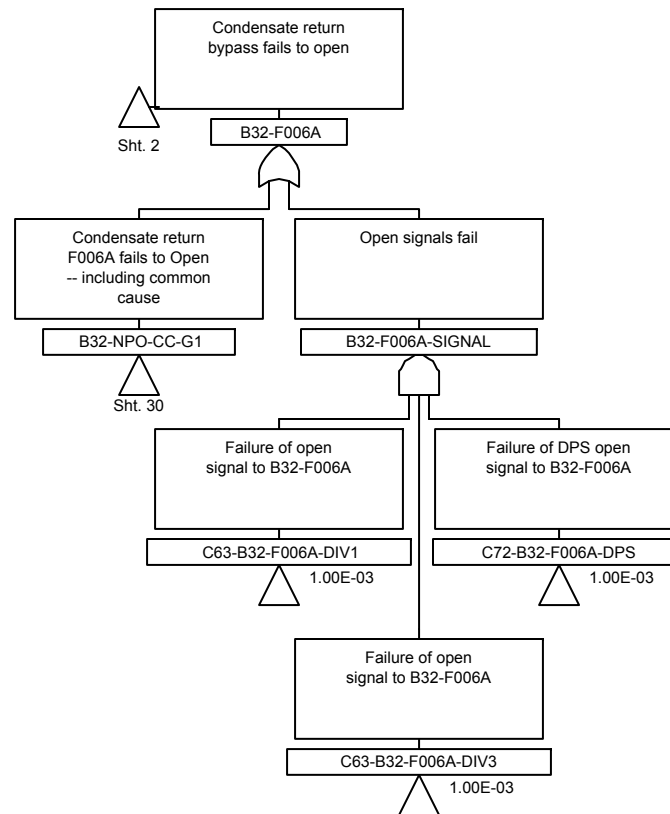 Condensate return
bypass fails to open
Sht. 2
B32-F006A
Condensate return
F006A fails to Open
-- including common
cause
Open signals fail
B32-NPO-CC-G1
B32-F006A-SIGNAL
Sht. 30
Failure of open
signal to B32-F006A
Failure of DPS open
signal to B32-F006A
C63-B32-F006A-DIV1
C72-B32-F006A-DPS
1.00E-03
1.00E-03
Failure of open
signal to B32-F006A
C63-B32-F006A-DIV3
1.00E-03